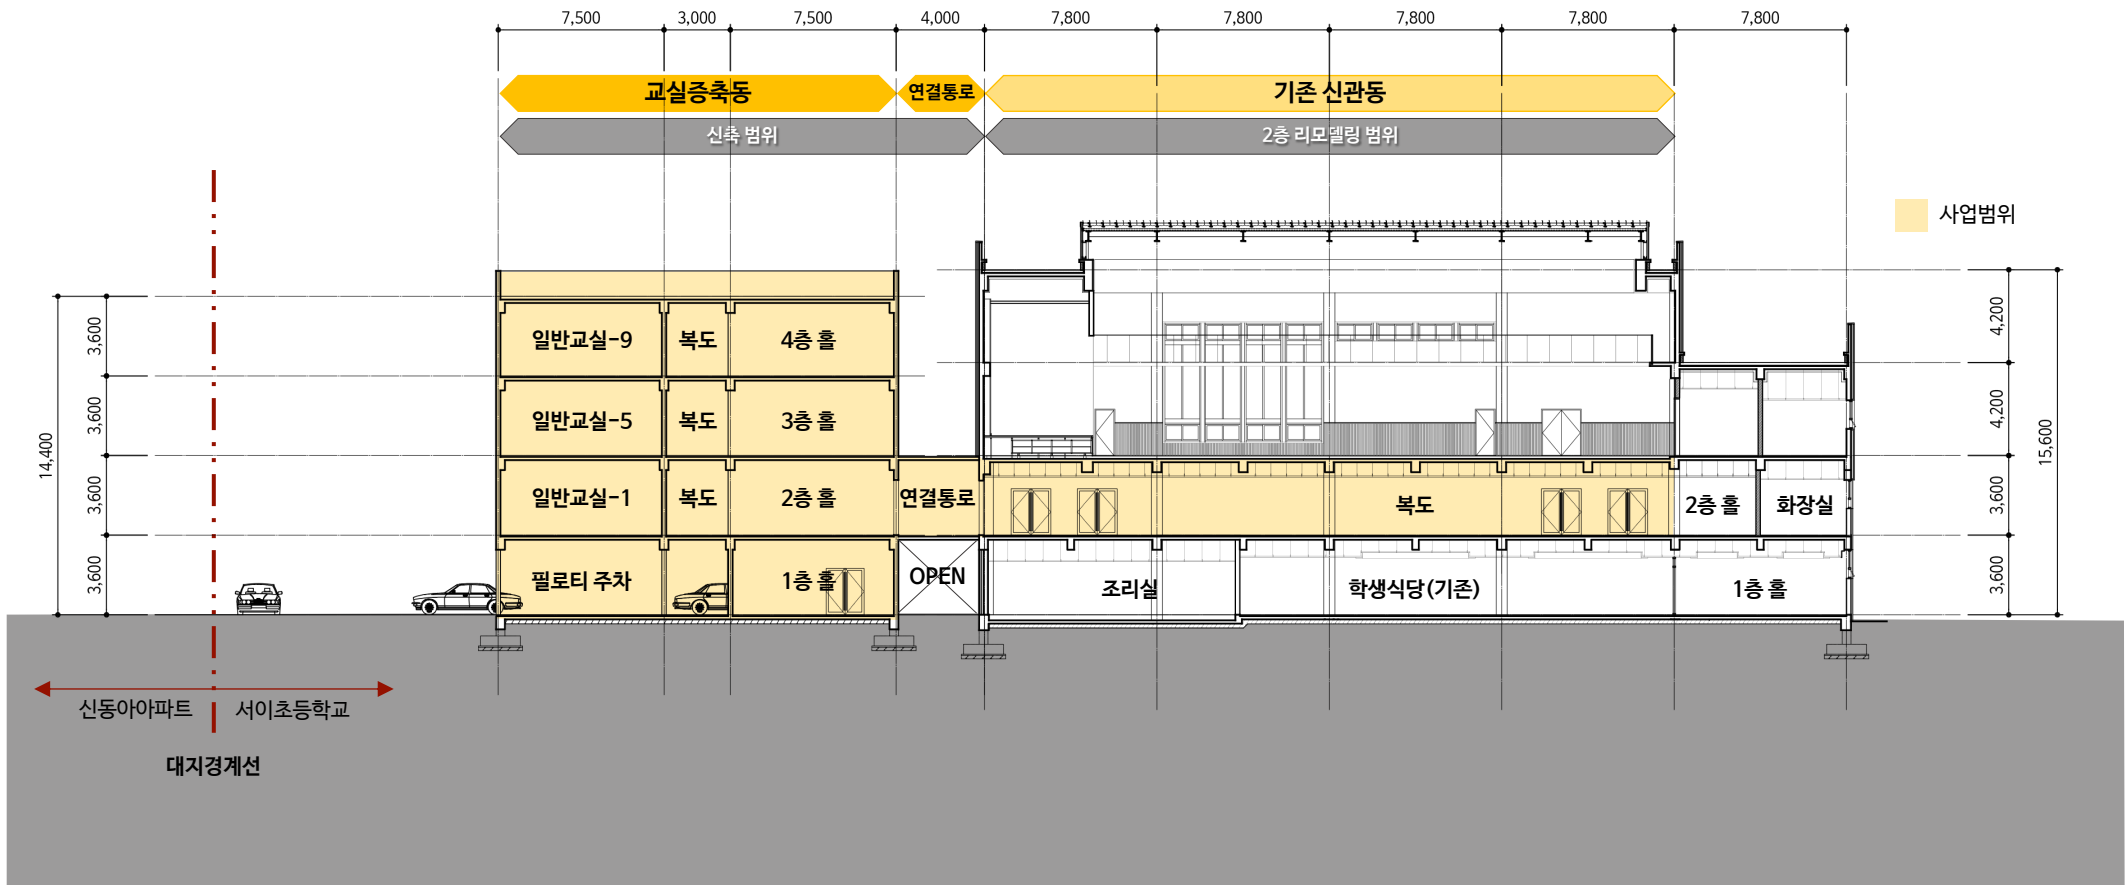 7,500 3,000 7,500 4,000 7,800 7,800 7,800 7,800 7,800
교실증축동 연결통로 기존 신관동
신축 범위 2층 리모델링 범위
사업범위
14,400
3,600
3,600
3,600
3,600
일반교실-9 복도 4층 홀
일반교실-5 복도 3층 홀
일반교실-1 복도 2층 홀 연결통로 복도 2층 홀 화장실
필로티 주차 1층 홀 OPEN 조리실 학생식당(기존) 1층 홀
4,200
4,200
3,600
3,600
15,600
신동아아파트 서이초등학교
대지경계선